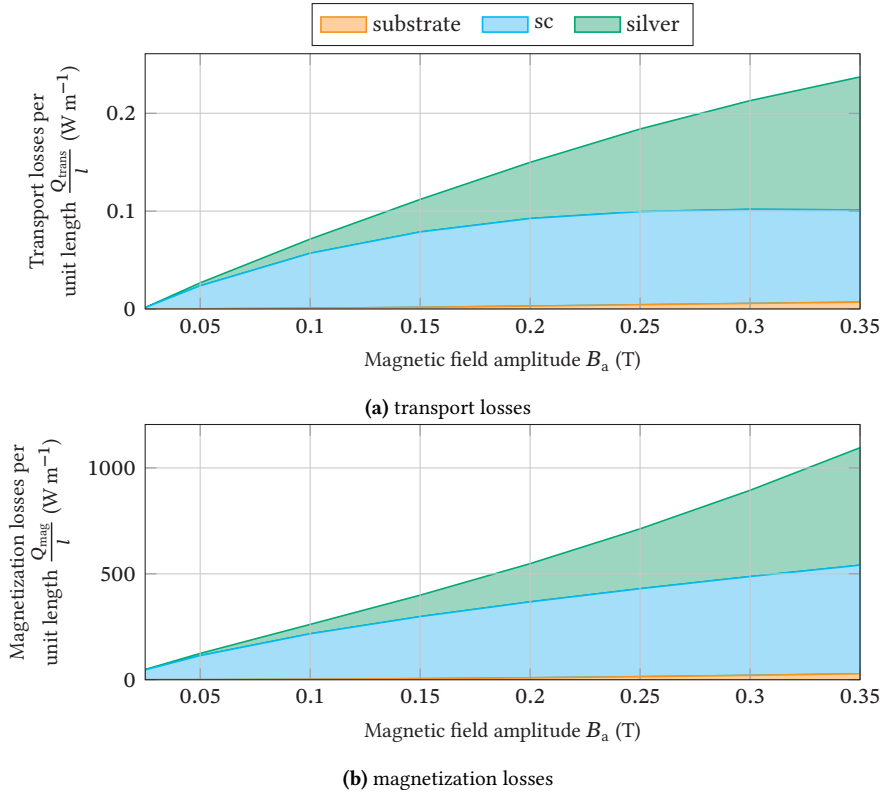 substrate sc silver
Transport losses per
unit length Q_trans/l (W m⁻¹)
0.2
0.1
0
0.05 0.1 0.15 0.2 0.25 0.3 0.35
Magnetic field amplitude B_a (T)
(a) transport losses
Magnetization losses per
unit length Q_mag/l (W m⁻¹)
1000
500
0
0.05 0.1 0.15 0.2 0.25 0.3 0.35
Magnetic field amplitude B_a (T)
(b) magnetization losses